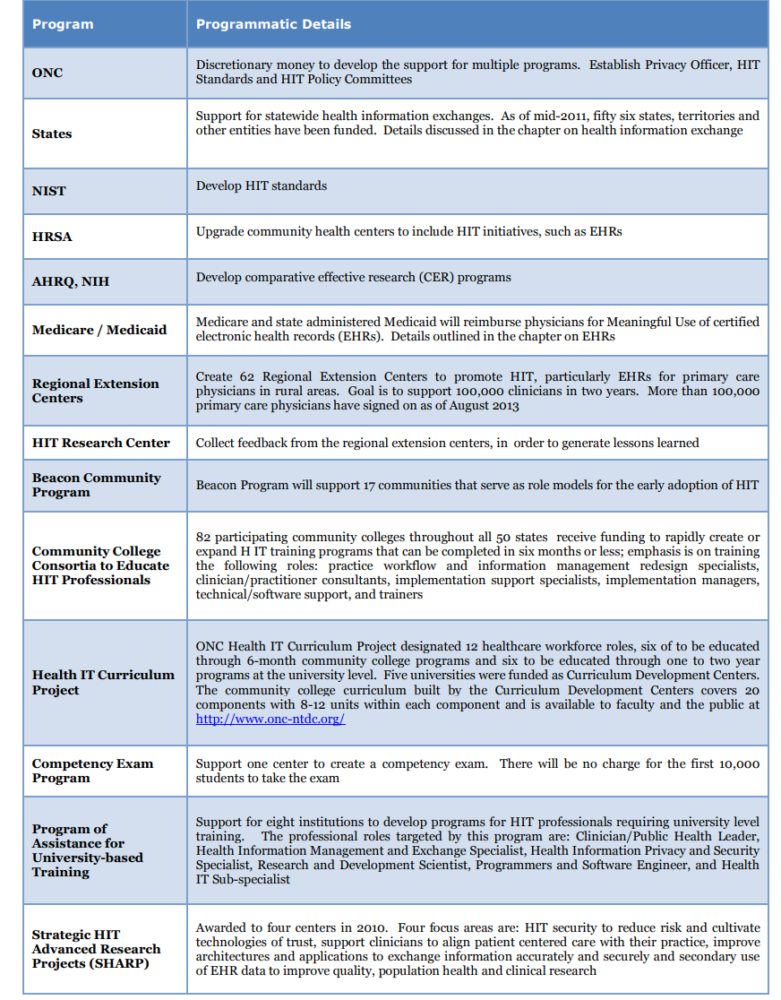 Program
Programmatic Details
ONC
Discretionary money to develop the support for multiple programs. Establish Privacy Officer, HIT
Standards and HIT Policy Committees
States
Support for statewide health information exchanges. As of mid-2011, fifty six states, territories and
other entities have been funded. Details discussed in the chapter on health information exchange
NIST
Develop HIT standards
HRSA
Upgrade community health centers to include HIT initiatives, such as EHRs
AHRQ, NIH
Develop comparative effective research (CER) programs
Medicare / Medicaid
Medicare and state administered Medicaid will reimburse physicians for Meaningful Use of certified
electronic health records (EHRs). Details outlined in the chapter on EHRs
Regional Extension
Centers
Create 62 Regional Extension Centers to promote HIT, particularly EHRs for primary care
physicians in rural areas. Goal is to support 100,000 clinicians in two years. More than 100,000
primary care physicians have signed on as of August 2013
HIT Research Center
Collect feedback from the regional extension centers, in order to generate lessons learned
Beacon Community
Program
Beacon Program will support 17 communities that serve as role models for the early adoption of HIT
Community College
Consortia to Educate
HIT Professionals
82 participating community colleges throughout all 50 states receive funding to rapidly create or
expand H IT training programs that can be completed in six months or less; emphasis is on training
the following roles: practice workflow and information management redesign specialists,
clinician/practitioner consultants, implementation support specialists, implementation managers,
technical/software support, and trainers
Health IT Curriculum
Project
ONC Health IT Curriculum Project designated 12 healthcare workforce roles, six of to be educated
through 6-month community college programs and six to be educated through one to two year
programs at the university level. Five universities were funded as Curriculum Development Centers.
The community college curriculum built by the Curriculum Development Centers covers 20
components with 8-12 units within each component and is available to faculty and the public at
http://www.onc-ntdc.org/
Competency Exam
Program
Support one center to create a competency exam. There will be no charge for the first 10,000
students to take the exam
Program of
Assistance for
University-based
Training
Support for eight institutions to develop programs for HIT professionals requiring university level
training. The professional roles targeted by this program are: Clinician/Public Health Leader,
Health Information Management and Exchange Specialist, Health Information Privacy and Security
Specialist, Research and Development Scientist, Programmers and Software Engineer, and Health
IT Sub-specialist
Strategic HIT
Advanced Research
Projects (SHARP)
Awarded to four centers in 2010. Four focus areas are: HIT security to reduce risk and cultivate
technologies of trust, support clinicians to align patient centered care with their practice, improve
architectures and applications to exchange information accurately and securely and secondary use
of EHR data to improve quality, population health and clinical research